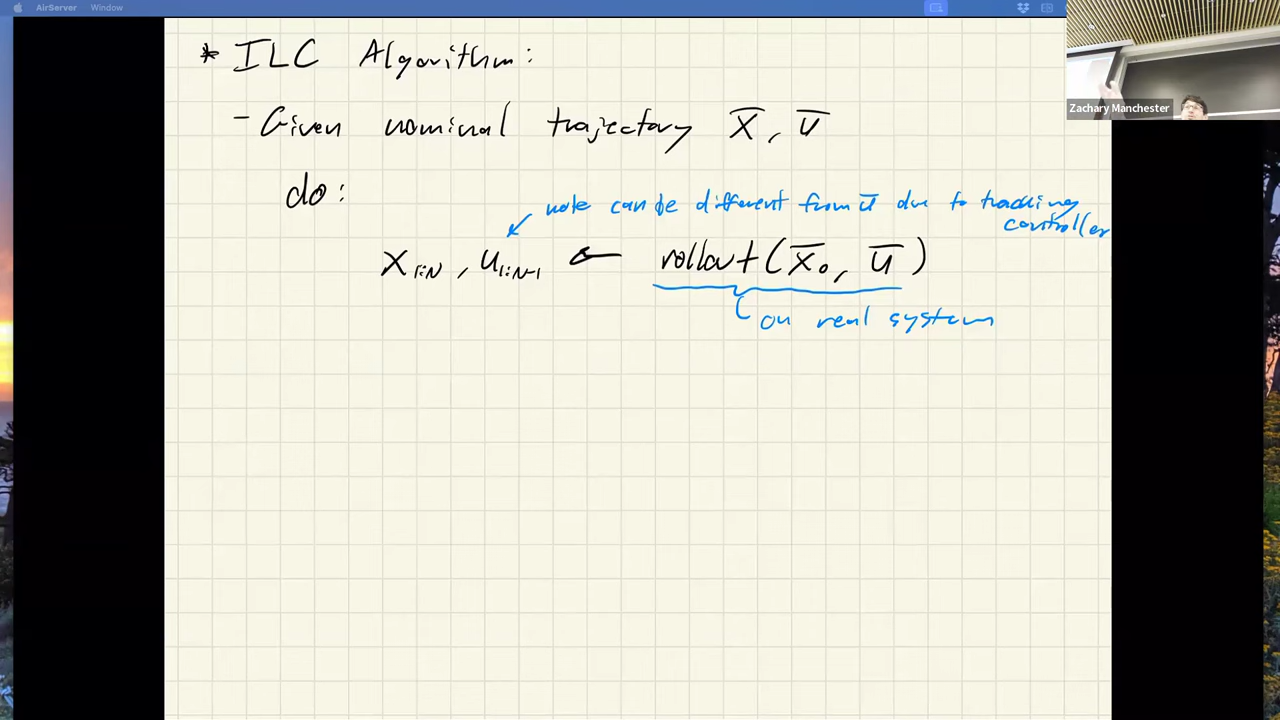 AirServer Window
Zachary Manchester
* ILC Algorithm:
- Given nominal trajectory X̄, Ū
do:
note can be different from ū due to tracking
controller
X₁:N, U₁:N-1 ← rollout(X̄₀, Ū)
on real system